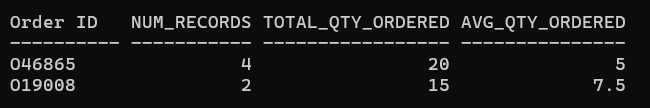 Order ID   NUM_RECORDS TOTAL_QTY_ORDERED AVG_QTY_ORDERED
---------- ----------- ----------------- ---------------
O46865               4                20               5
O19008               2                15             7.5